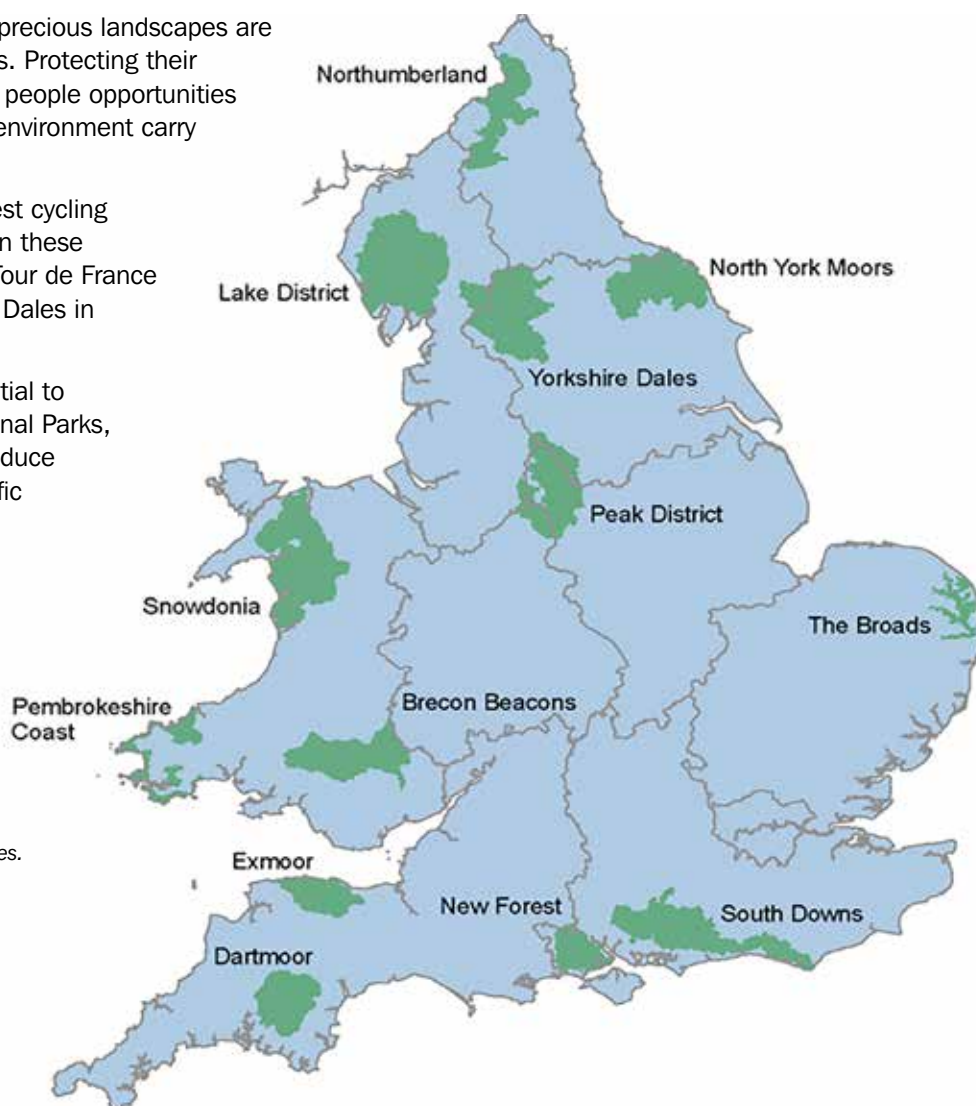 precious landscapes are
s. Protecting their
people opportunities
environment carry
est cycling
n these
Tour de France
Dales in
tial to
nal Parks,
duce
fic
es.
Northumberland
Lake District
North York Moors
Yorkshire Dales
Peak District
Snowdonia
The Broads
Pembrokeshire
Coast
Brecon Beacons
Exmoor
New Forest
South Downs
Dartmoor